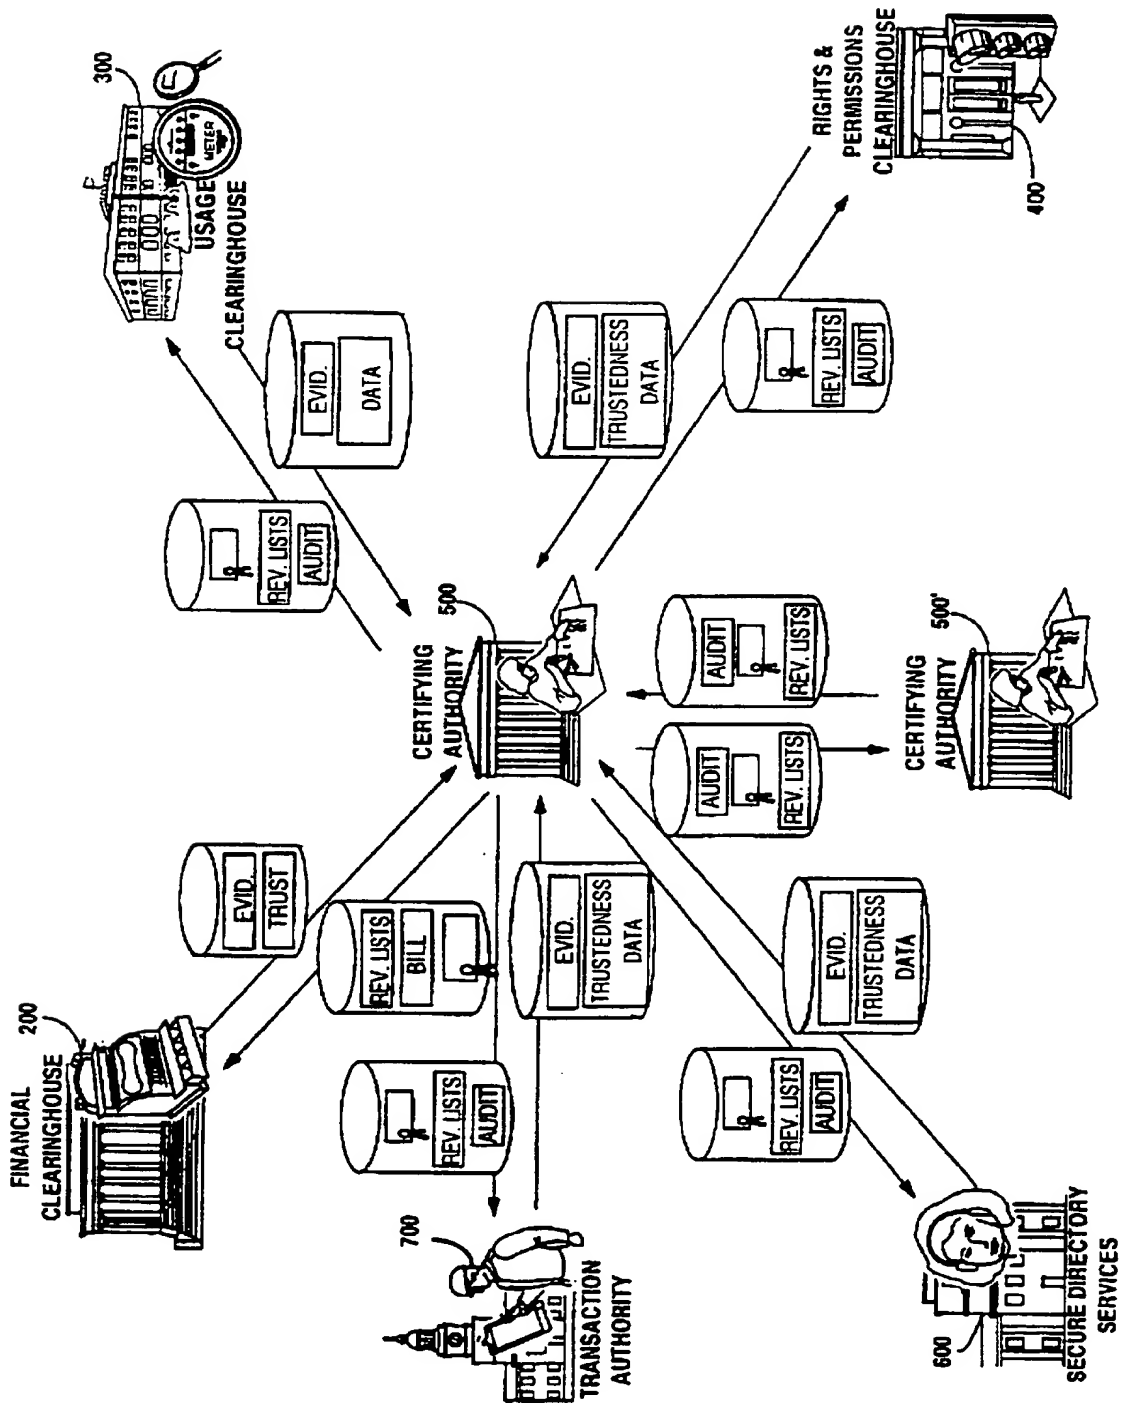 300
METER
USAGE
CLEARINGHOUSE
EVID.
DATA
REV. LISTS
AUDIT
RIGHTS &
PERMISSIONS
CLEARINGHOUSE
400
EVID.
TRUSTEDNESS
DATA
REV. LISTS
AUDIT
CERTIFYING
AUTHORITY
500
AUDIT
REV. LISTS
AUDIT
REV. LISTS
CERTIFYING
AUTHORITY
500'
FINANCIAL
CLEARINGHOUSE
200
EVID.
TRUST
REV. LISTS
BILL
EVID.
TRUSTEDNESS
DATA
REV. LISTS
AUDIT
700
TRANSACTION
AUTHORITY
EVID.
TRUSTEDNESS
DATA
REV. LISTS
AUDIT
600
SECURE DIRECTORY
SERVICES